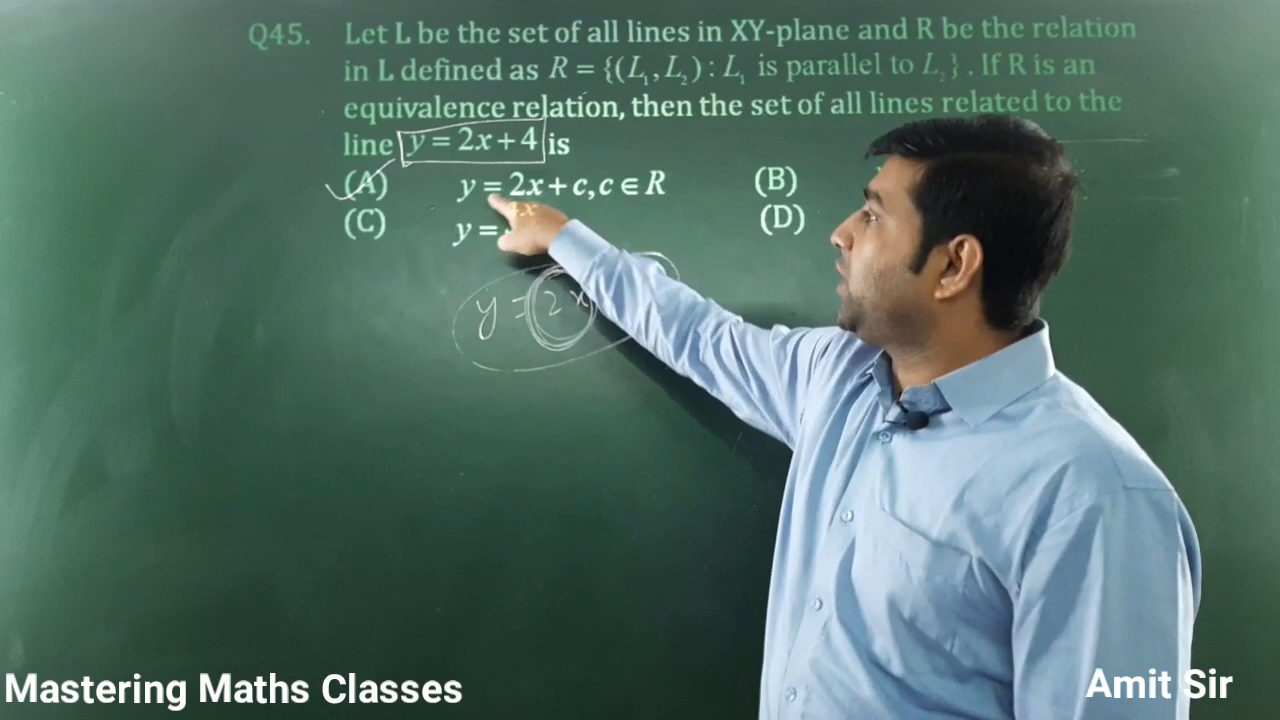 Q45. Let L be the set of all lines in XY-plane and R be the relation
in L defined as R = {(L₁, L₂) : L₁ is parallel to L₂}. If R is an
equivalence relation, then the set of all lines related to the
line y = 2x + 4 is
(A) y = 2x + c, c ∈ R (B)
(C) y = (D)
y = 2x
Mastering Maths Classes
Amit Sir